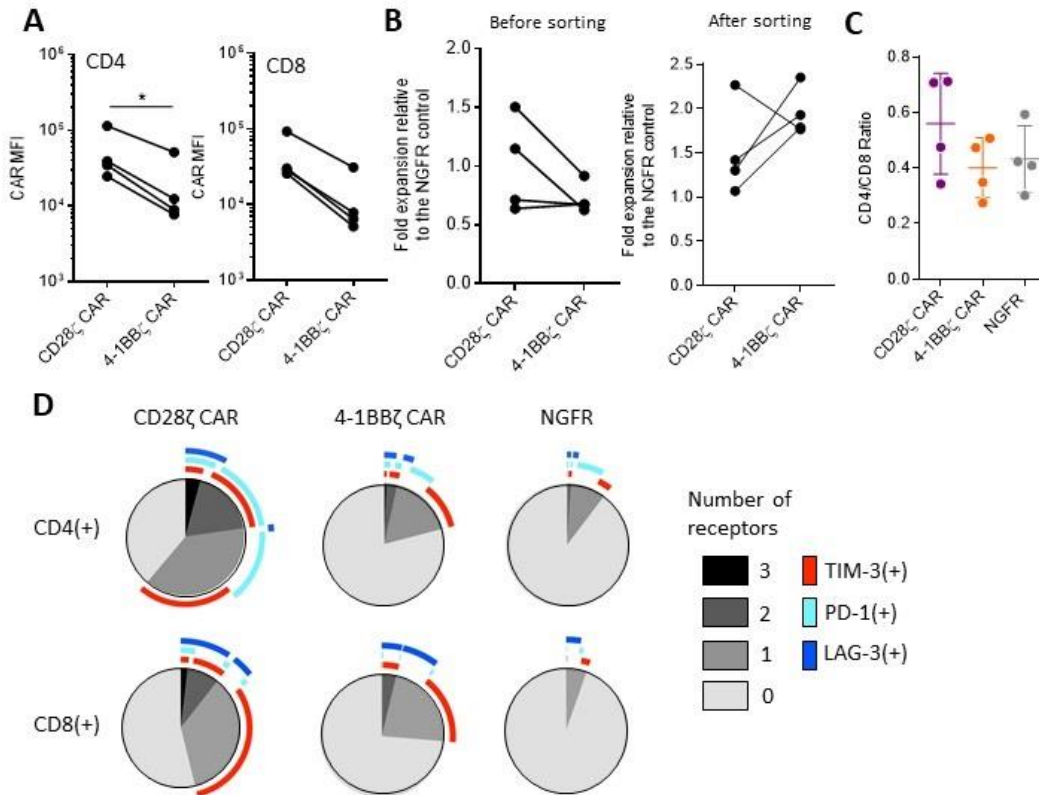 A
CD4
CAR MFI
10⁶
10⁵
10⁴
10³
*
CD28ζ CAR
4-1BBζ CAR
CD8
CAR MFI
10⁶
10⁵
10⁴
10³
CD28ζ CAR
4-1BBζ CAR
B
Before sorting
Fold expansion relative
to the NGFR control
2.0
1.5
1.0
0.5
0.0
CD28ζ CAR
4-1BBζ CAR
After sorting
Fold expansion relative
to the NGFR control
2.5
2.0
1.5
1.0
0.5
0.0
CD28ζ CAR
4-1BBζ CAR
C
CD4/CD8 Ratio
0.8
0.6
0.4
0.2
0.0
CD28ζ CAR
4-1BBζ CAR
NGFR
D
CD28ζ CAR
4-1BBζ CAR
NGFR
CD4(+)
CD8(+)
Number of
receptors
3
2
1
0
TIM-3(+)
PD-1(+)
LAG-3(+)